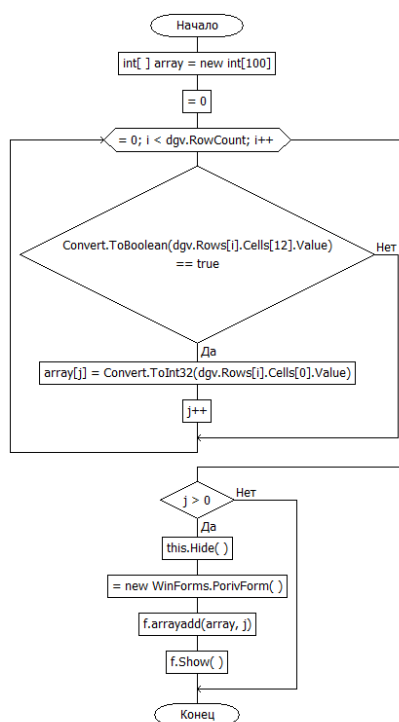 Начало
int[ ] array = new int[100]
= 0
= 0; i < dgv.RowCount; i++
Convert.ToBoolean(dgv.Rows[i].Cells[12].Value)
== true
Нет
Да
array[j] = Convert.ToInt32(dgv.Rows[i].Cells[0].Value)
j++
j > 0
Нет
Да
this.Hide( )
= new WinForms.PorivForm( )
f.arrayadd(array, j)
f.Show( )
Конец